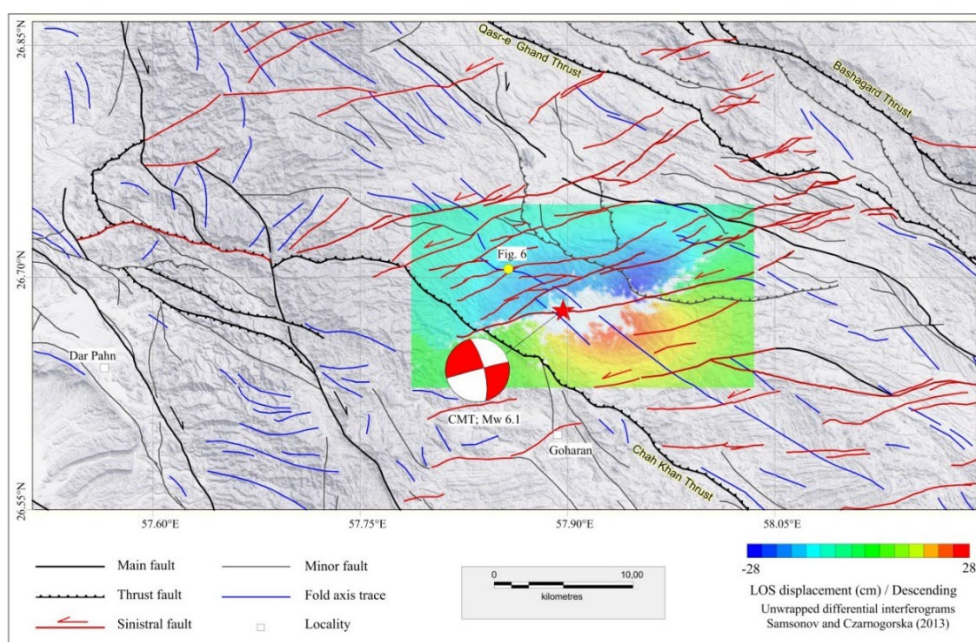 26.85°N
26.70°N
26.55°N
Qasr-e Ghand Thrust
Bashagard Thrust
Fig. 6
Dar Pahn
CMT; Mw 6.1
Goharan
Chah Khan Thrust
57.60°E
57.75°E
57.90°E
58.05°E
Main fault
Minor fault
Thrust fault
Fold axis trace
Sinistral fault
Locality
0
10,00
kilometres
-28
28
LOS displacement (cm) / Descending
Unwrapped differential interferograms
Samsonov and Czarnogorska (2013)